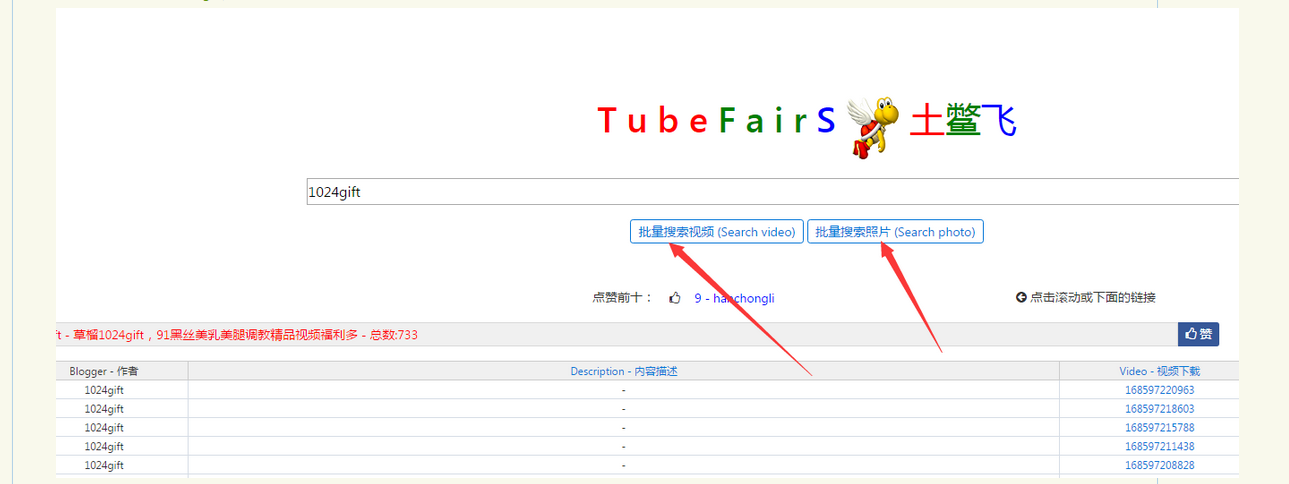 TubeFairS 土鳖飞
1024gift
批量搜索视频 (Search video) 批量搜索照片 (Search photo)
点赞前十： 9 - hanchongli 点击滚动或下面的链接
ft - 草榴1024gift，91黑丝美乳美腿调教精品视频福利多 - 总数:733 赞
Blogger - 作者 Description - 内容描述 Video - 视频下载
1024gift - 168597220963
1024gift - 168597218603
1024gift - 168597215788
1024gift - 168597211438
1024gift - 168597208828